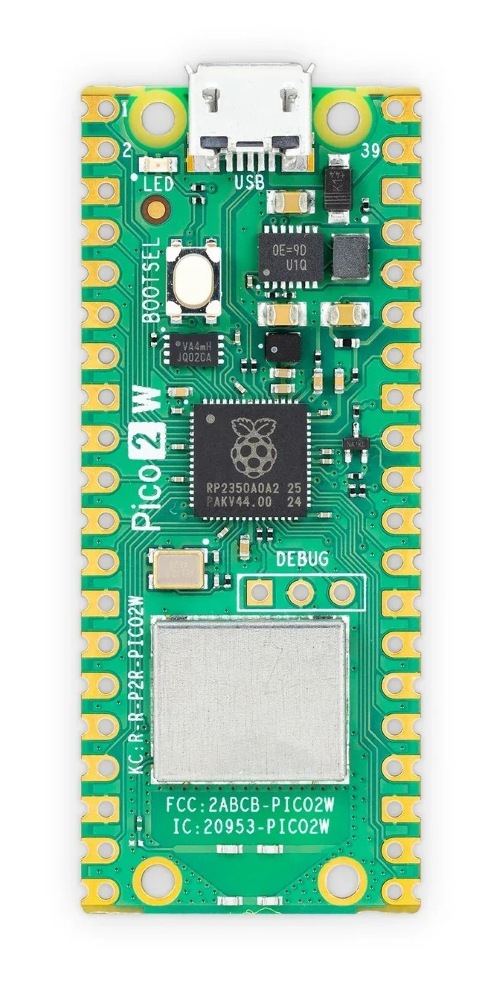 1
2
39
LED
USB
BOOTSEL
0E=9D
U1Q
VA4mH
JQ02CA
Pico 2 W
RP2350A0A2 25
PAKV44.00 24
DEBUG
KC:R-R-P2R-PICO2W
FCC:2ABCB-PICO2W
IC:20953-PICO2W